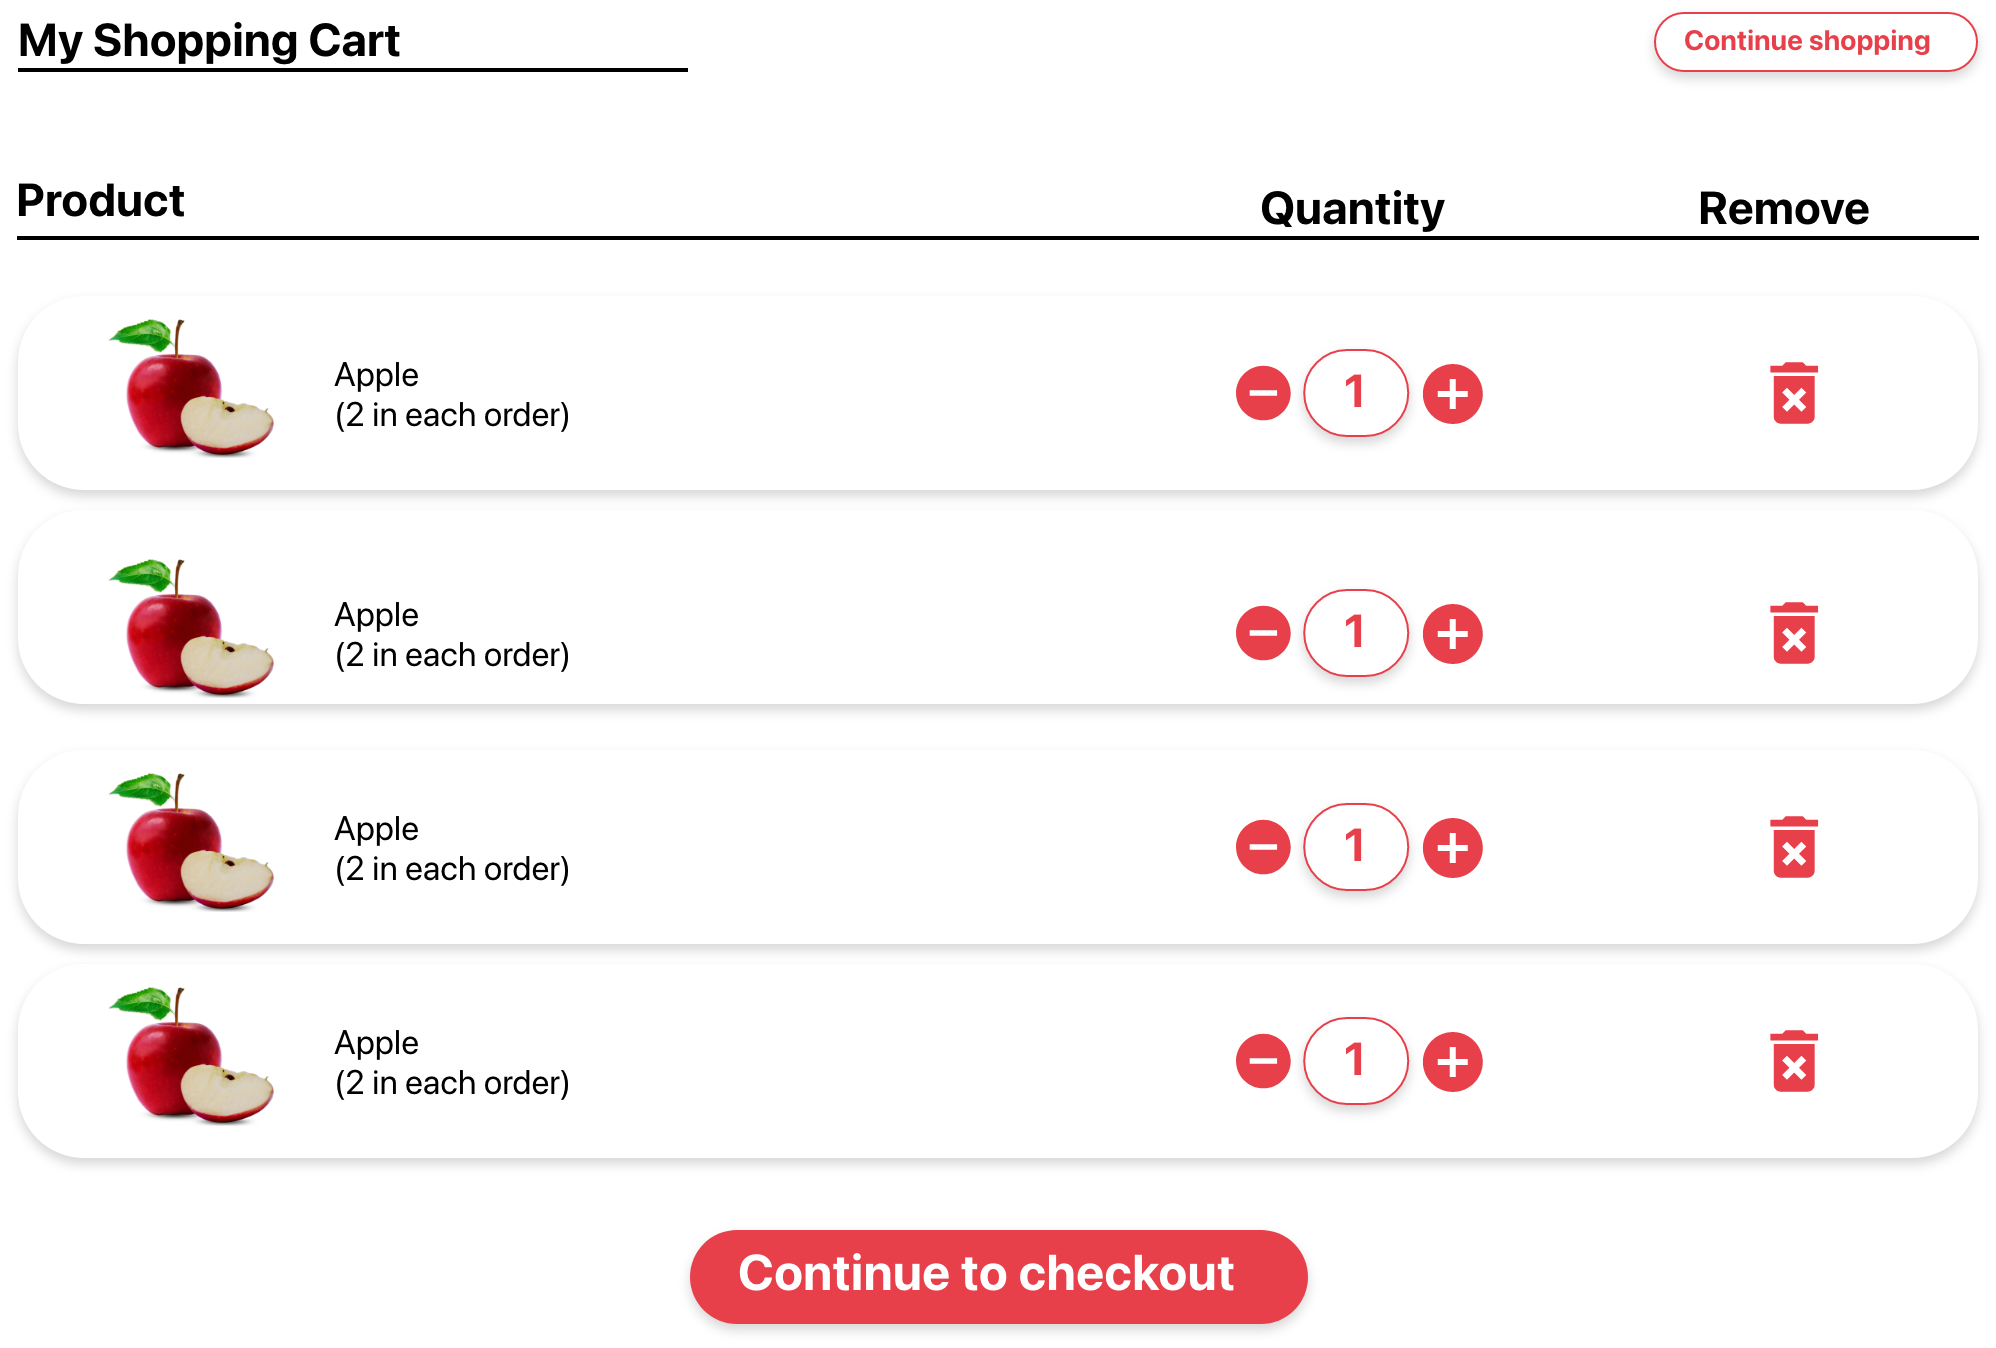 My Shopping Cart
Continue shopping
Product
Quantity
Remove
Apple
(2 in each order)
1
Apple
(2 in each order)
1
Apple
(2 in each order)
1
Apple
(2 in each order)
1
Continue to checkout